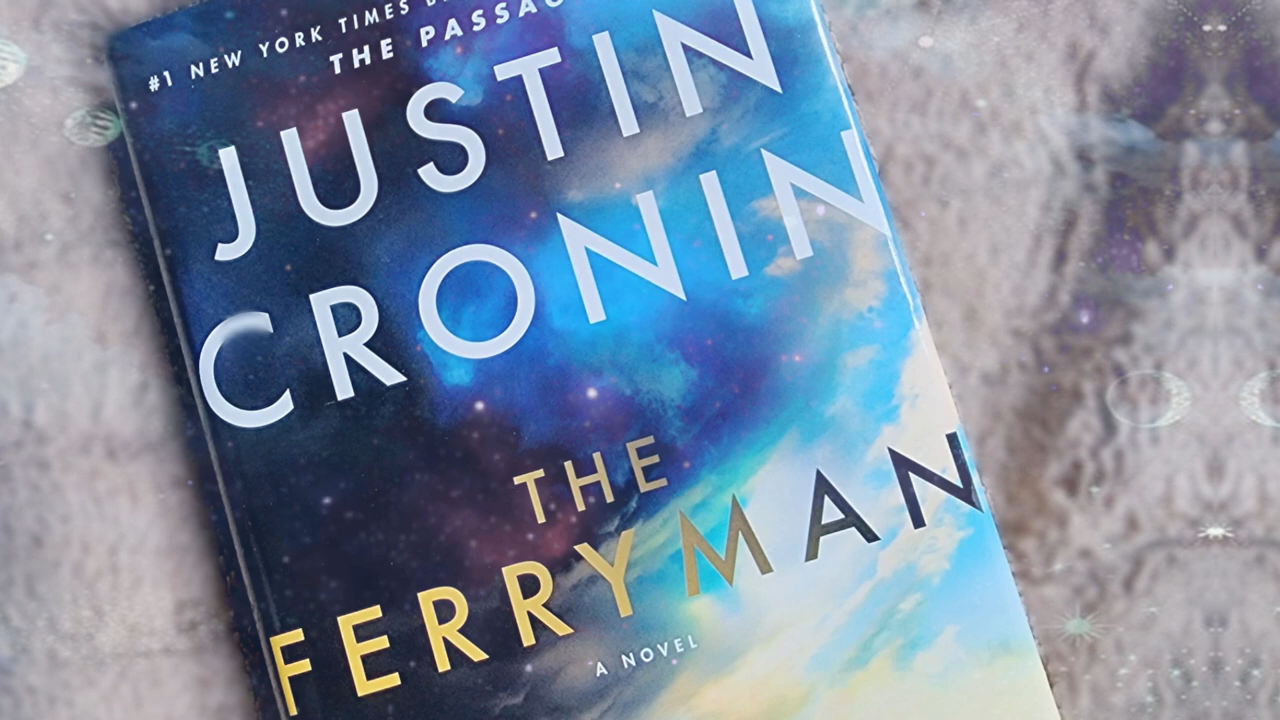 #1 NEW YORK TIMES
THE
JUSTIN
CRONIN
THE
FERRYMAN
A NOVEL